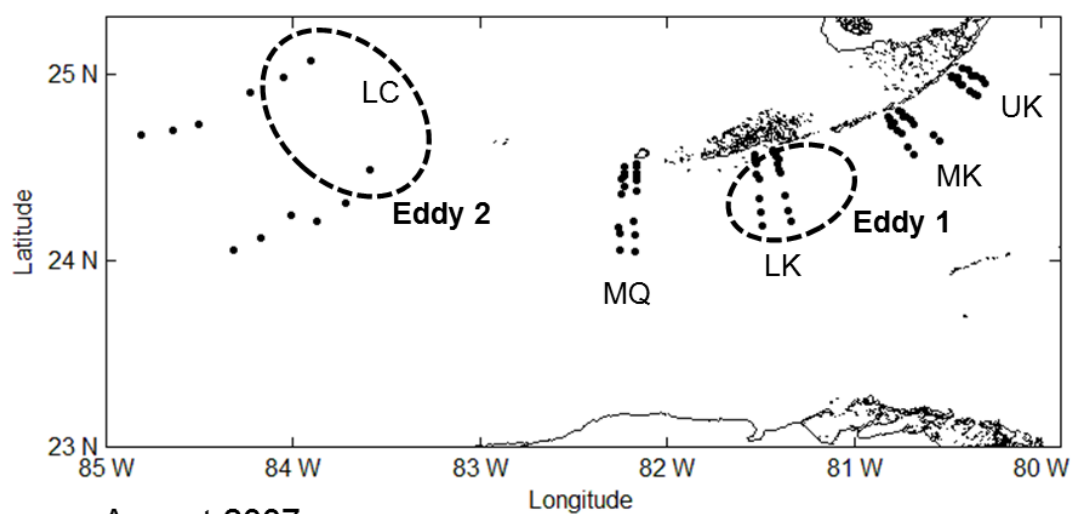 25 N
24 N
23 N
Latitude
LC
Eddy 2
MQ
LK
Eddy 1
MK
UK
85 W 84 W 83 W 82 W 81 W 80 W
Longitude